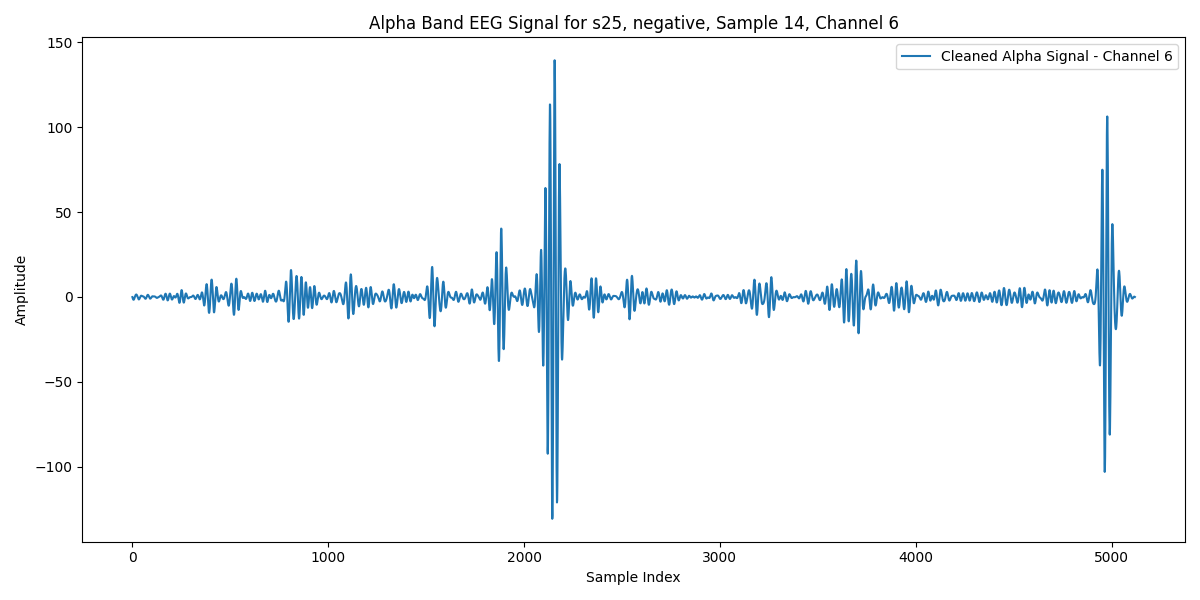 Alpha Band EEG Signal for s25, negative, Sample 14, Channel 6
Cleaned Alpha Signal - Channel 6
150
100
50
0
−50
−100
Amplitude
0 1000 2000 3000 4000 5000
Sample Index